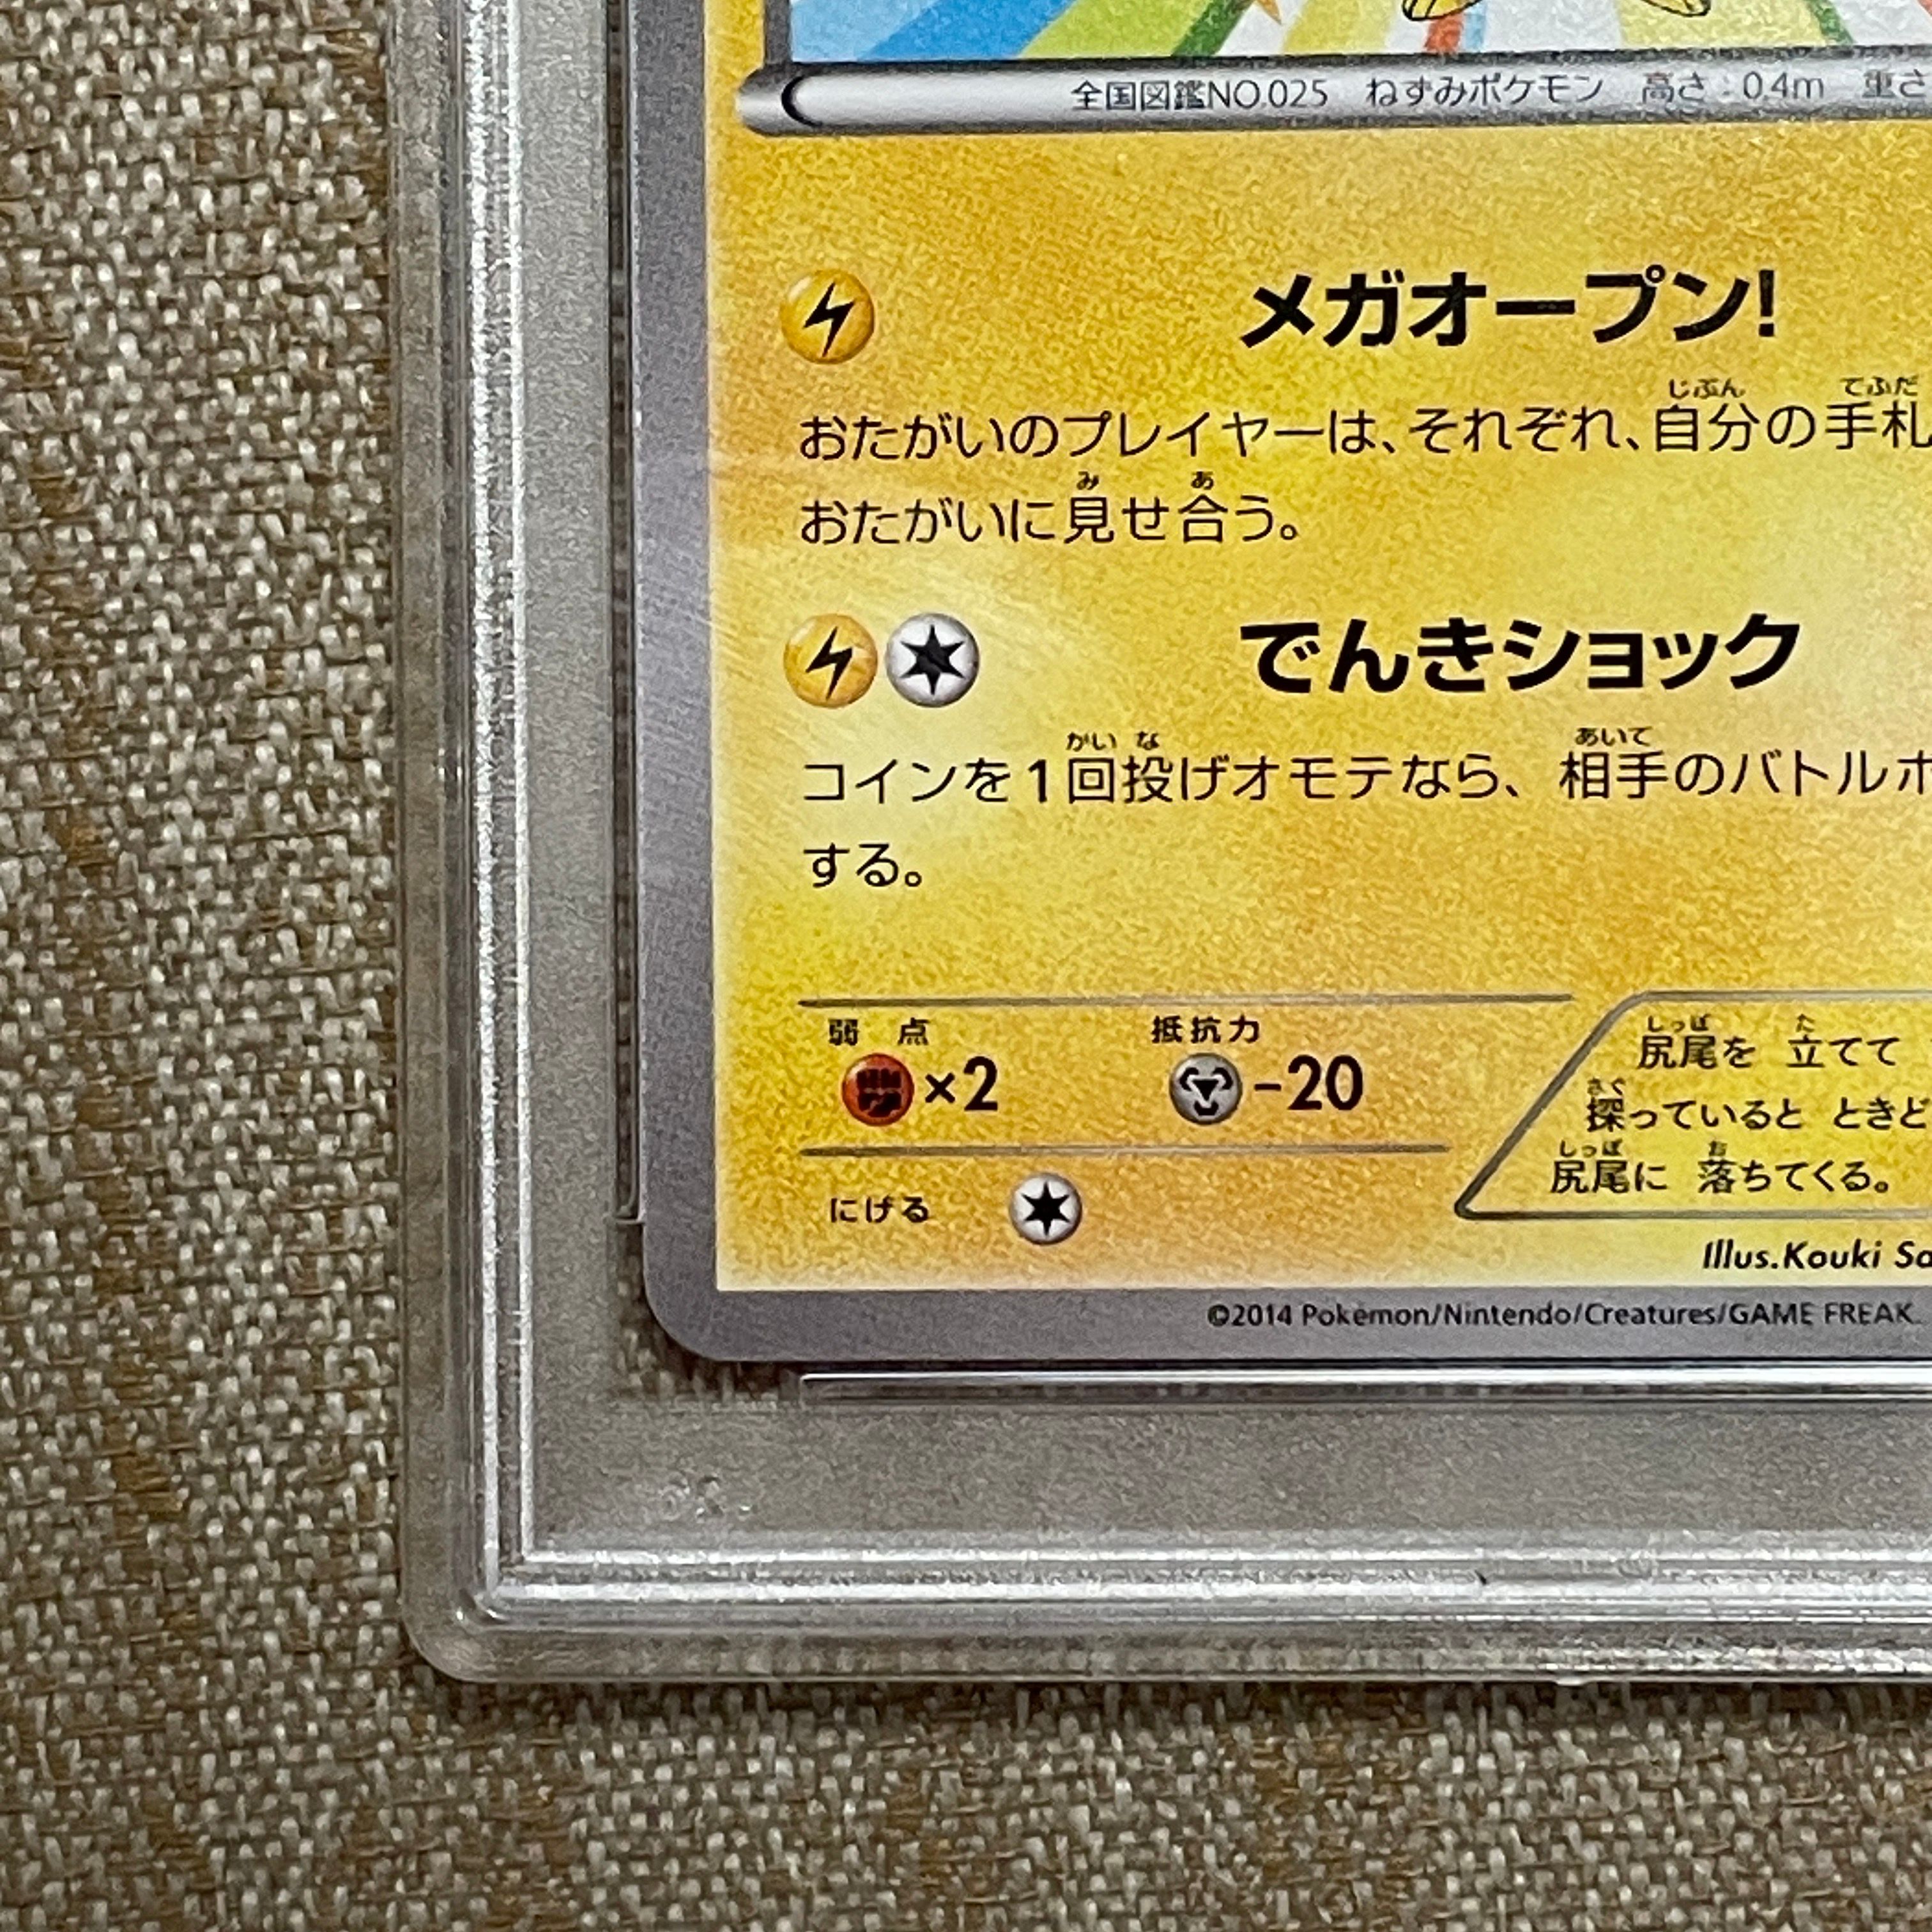 全国図鑑NO.025 ねずみポケモン 高さ：0.4m 重さ
メガオープン!
じぶん てふだ
おたがいのプレイヤーは、それぞれ、自分の手札
み あ
おたがいに見せ合う。
でんきショック
かい な あいて
コインを1回投げオモテなら、相手のバトルポ
する。
弱点 抵抗力
×2 −20
にげる
しっぽ た
尻尾を 立てて
さぐ
探っていると ときど
しっぽ お
尻尾に 落ちてくる。
Illus.Kouki Sa
©2014 Pokémon/Nintendo/Creatures/GAME FREAK.